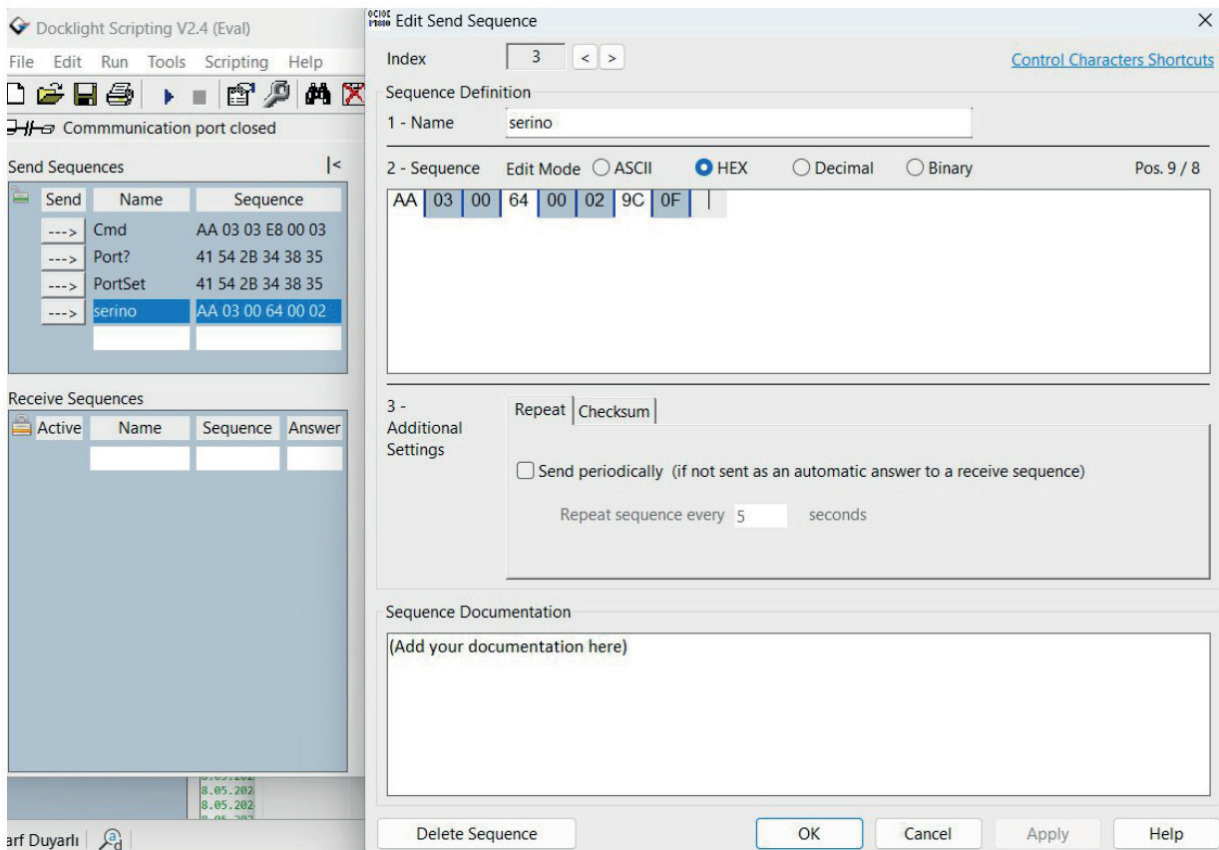 Docklight Scripting V2.4 (Eval)
File Edit Run Tools Scripting Help
Commmunication port closed
Send Sequences
Send Name Sequence
---> Cmd AA 03 03 E8 00 03
---> Port? 41 54 2B 34 38 35
---> PortSet 41 54 2B 34 38 35
---> serino AA 03 00 64 00 02
Receive Sequences
Active Name Sequence Answer
8.05.202
8.05.202
arf Duyarlı
Edit Send Sequence
Index 3 < > Control Characters Shortcuts
Sequence Definition
1 - Name serino
2 - Sequence Edit Mode ASCII HEX Decimal Binary Pos. 9 / 8
AA 03 00 64 00 02 9C 0F
3 -
Additional
Settings
Repeat Checksum
Send periodically (if not sent as an automatic answer to a receive sequence)
Repeat sequence every 5 seconds
Sequence Documentation
(Add your documentation here)
Delete Sequence OK Cancel Apply Help